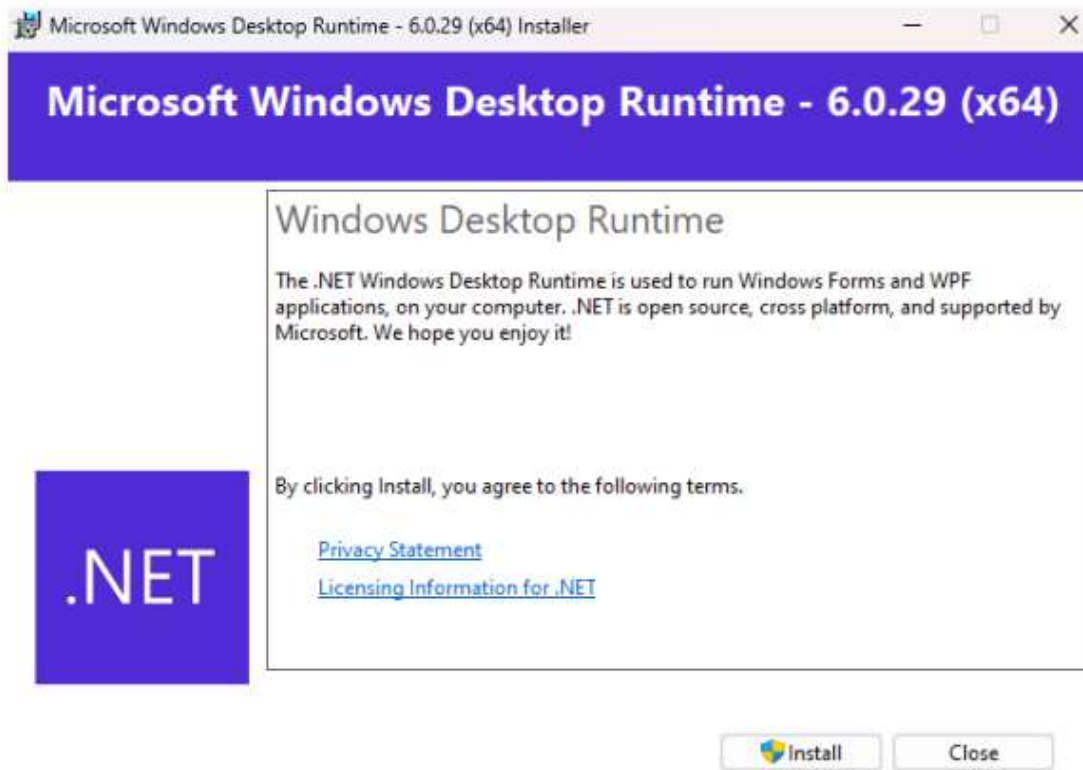 Microsoft Windows Desktop Runtime - 6.0.29 (x64) Installer
Microsoft Windows Desktop Runtime - 6.0.29 (x64)
Windows Desktop Runtime
The .NET Windows Desktop Runtime is used to run Windows Forms and WPF
applications, on your computer. .NET is open source, cross platform, and supported by
Microsoft. We hope you enjoy it!
By clicking Install, you agree to the following terms.
Privacy Statement
Licensing Information for .NET
.NET
Install
Close